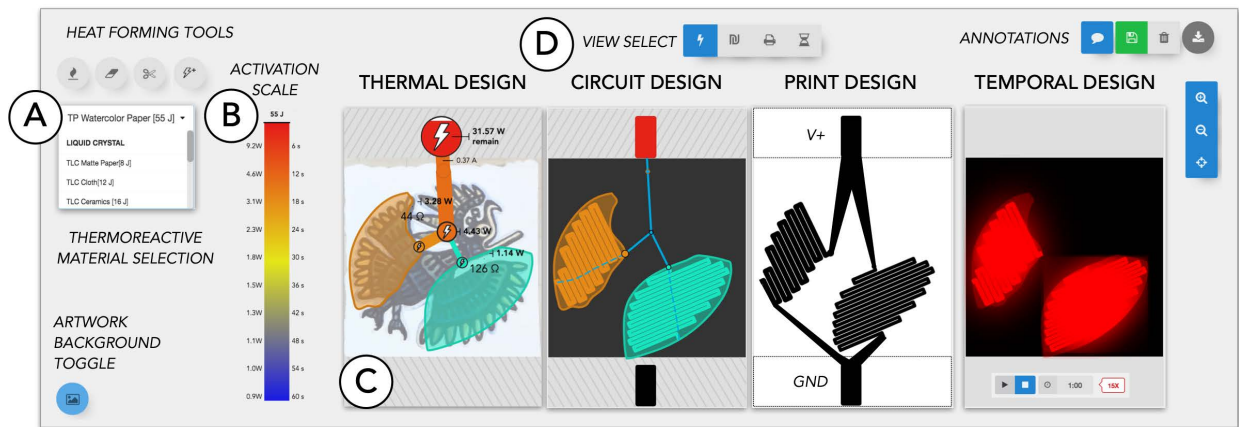 HEAT FORMING TOOLS
D
VIEW SELECT
ANNOTATIONS
A
TP Watercolor Paper [55 J]
LIQUID CRYSTAL
TLC Matte Paper[8 J]
TLC Cloth[12 J]
TLC Ceramics [16 J]
THERMOREACTIVE
MATERIAL SELECTION
ARTWORK
BACKGROUND
TOGGLE
ACTIVATION
SCALE
B
55 J
9.2W 6 s
4.6W 12 s
3.1W 18 s
2.3W 24 s
1.8W 30 s
1.5W 36 s
1.3W 42 s
1.1W 48 s
1.0W 54 s
0.9W 60 s
THERMAL DESIGN
31.57 W
remain
0.37 A
3.28 W
44 Ω
4.43 W
1.14 W
126 Ω
C
CIRCUIT DESIGN
PRINT DESIGN
V+
GND
TEMPORAL DESIGN
1:00
15X